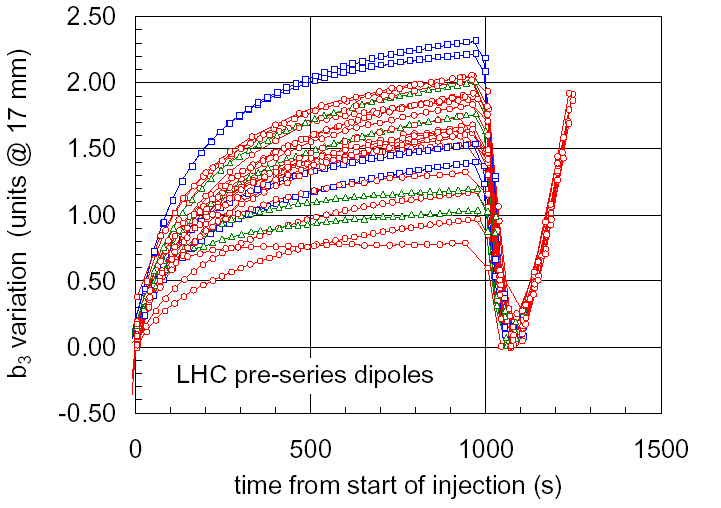 2.50
2.00
1.50
1.00
0.50
0.00
-0.50
b3 variation (units @ 17 mm)
LHC pre-series dipoles
0 500 1000 1500
time from start of injection (s)